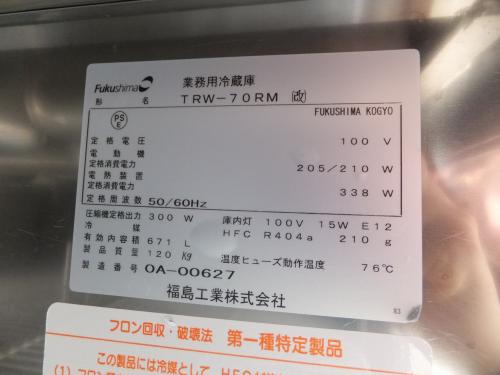 Fukushima
業務用冷蔵庫
形 名 TRW-70RM 改
PS E
FUKUSHIMA KOGYO
定格電圧 100 V
電動機
定格消費電力 205/210 W
電熱装置
定格消費電力 338 W
定格周波数 50/60Hz
圧縮機定格出力 300 W 庫内灯 100V 15W E12
冷媒 HFC R404a 210 g
有効内容積 671 L
製品質量 120 Kg 温度ヒューズ動作温度 76℃
製造番号 OA-00627
福島工業株式会社
83
フロン回収・破壊法 第一種特定製品
この製品には冷媒として HFC
(1) フロン